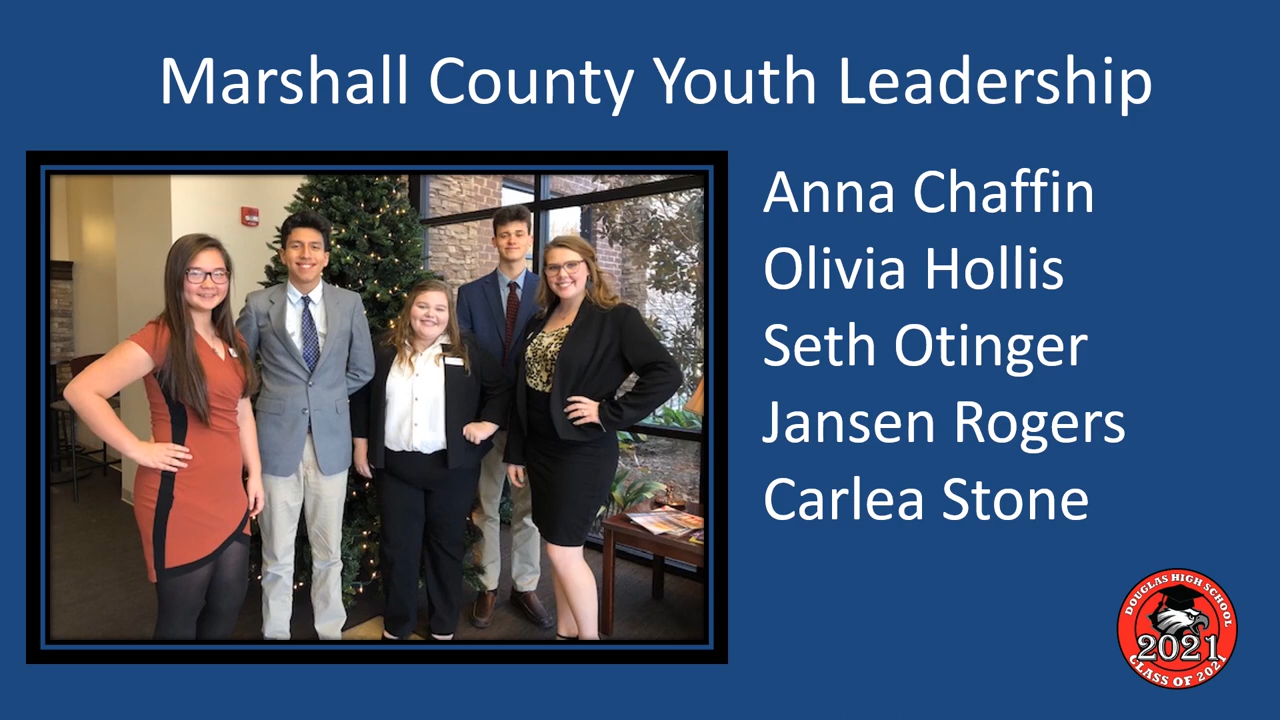 Marshall County Youth Leadership
Anna Chaffin
Olivia Hollis
Seth Otinger
Jansen Rogers
Carlea Stone
DOUGLAS HIGH SCHOOL
2021
CLASS OF 2021